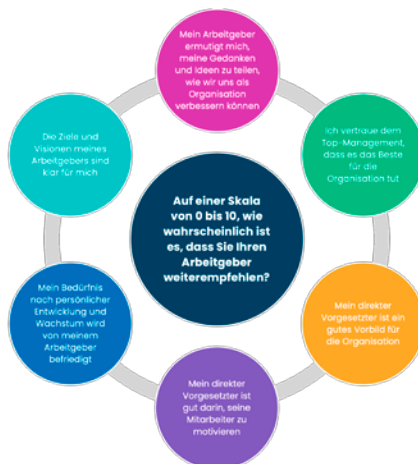 Mein Arbeitgeber
ermutigt mich,
meine Gedanken
und Ideen zu teilen,
wie wir uns als
Organisation
verbessern können
Ich vertraue dem
Top-Management,
dass es das Beste
für die
Organisation tut
Mein direkter
Vorgesetzter ist ein
gutes Vorbild für
die Organisation
Mein direkter
Vorgesetzter ist
gut darin, seine
Mitarbeiter zu
motivieren
Mein Bedürfnis
nach persönlicher
Entwicklung und
Wachstum wird
von meinem
Arbeitgeber
befriedigt
Die Ziele und
Visionen meines
Arbeitgebers sind
klar für mich
Auf einer Skala
von 0 bis 10, wie
wahrscheinlich ist
es, dass Sie Ihren
Arbeitgeber
weiterempfehlen?